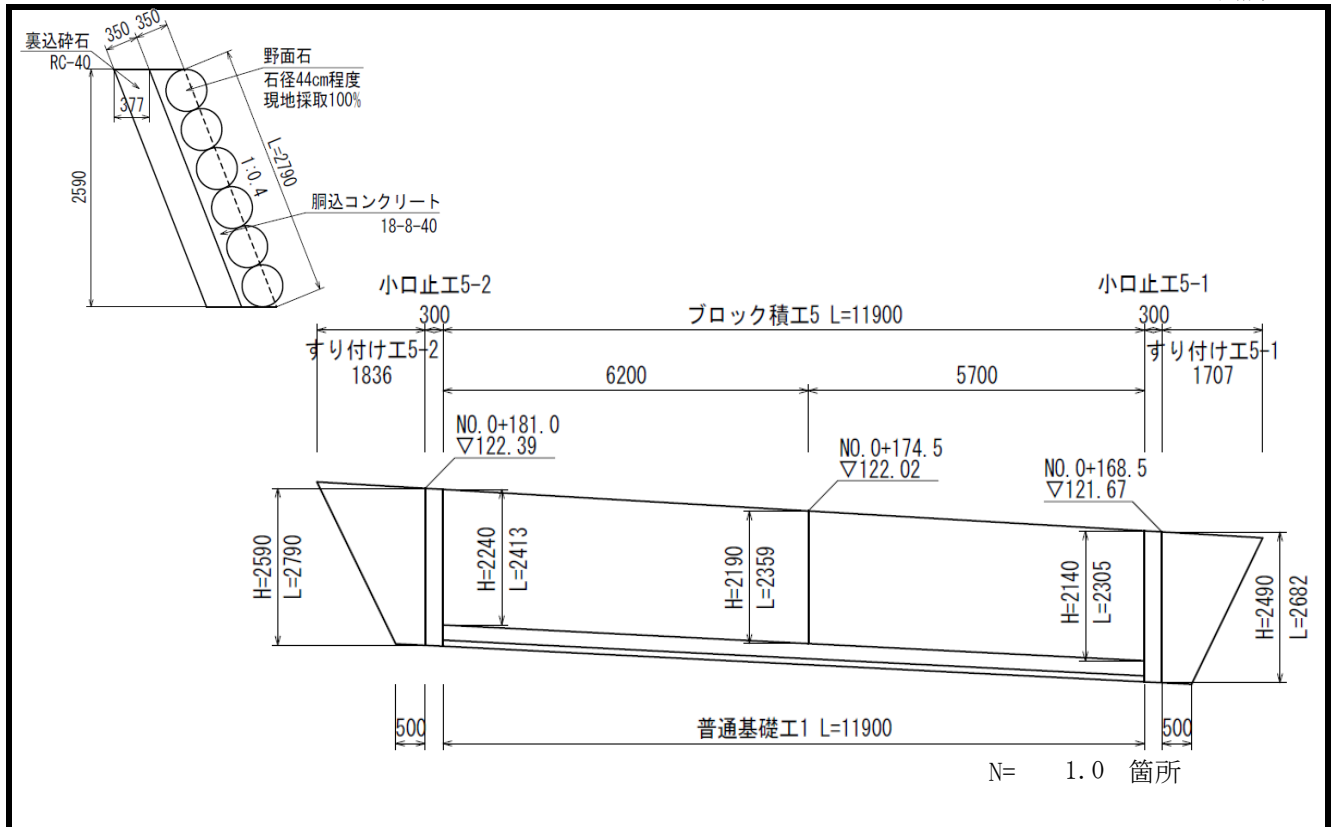 350 350
裏込砕石
RC-40
377
2590
野面石
石径44cm程度
現地採取100%
L=2790
1:0.4
胴込コンクリート
18-8-40
小口止工5-2
300
ブロック積工5 L=11900
小口止工5-1
300
すり付け工5-2
1836
すり付け工5-1
1707
6200
5700
NO.0+181.0
▽122.39
NO.0+174.5
▽122.02
NO.0+168.5
▽121.67
H=2590
L=2790
H=2240
L=2413
H=2190
L=2359
H=2140
L=2305
H=2490
L=2682
500
普通基礎工1 L=11900
500
N= 1.0 箇所